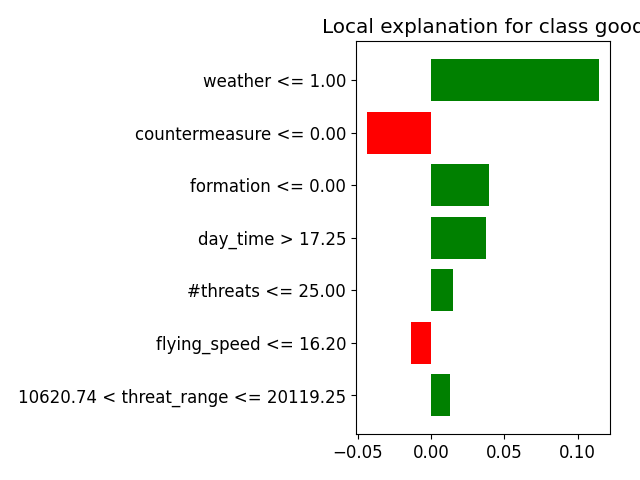 Local explanation for class good
weather <= 1.00
countermeasure <= 0.00
formation <= 0.00
day_time > 17.25
#threats <= 25.00
flying_speed <= 16.20
10620.74 < threat_range <= 20119.25
−0.05 0.00 0.05 0.10